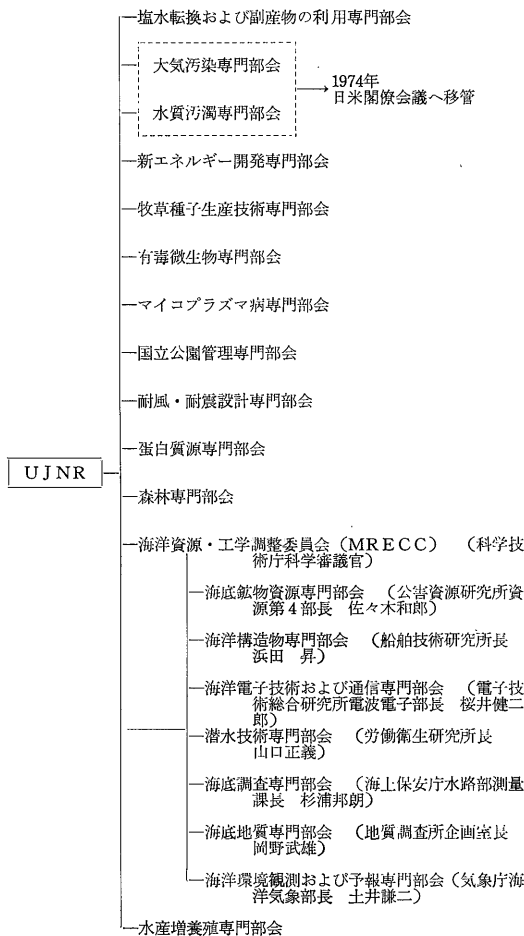 塩水転換および副産物の利用専門部会
大気汚染専門部会
水質汚濁専門部会
1974年
日米閣僚会議へ移管
新エネルギー開発専門部会
牧草種子生産技術専門部会
有毒微生物専門部会
マイコプラズマ病専門部会
国立公園管理専門部会
耐風・耐震設計専門部会
蛋白質源専門部会
UJNR
森林専門部会
海洋資源・工学調整委員会（MRECC）　（科学技
術庁科学審議官）
海底鉱物資源専門部会　（公害資源研究所資
源第４部長　佐々木和郎）
海洋構造物専門部会　（船舶技術研究所長
浜田　昇）
海洋電子技術および通信専門部会　（電子技
術総合研究所電波電子部長　桜井健二
郎）
潜水技術専門部会　（労働衛生研究所長
山口正義）
海底調査専門部会　（海上保安庁水路部測量
課長　杉浦邦朗）
海底地質専門部会　（地質調査所企画室長
岡野武雄）
海洋環境観測および予報専門部会（気象庁海
洋気象部長　土井謙二）
水産増養殖専門部会